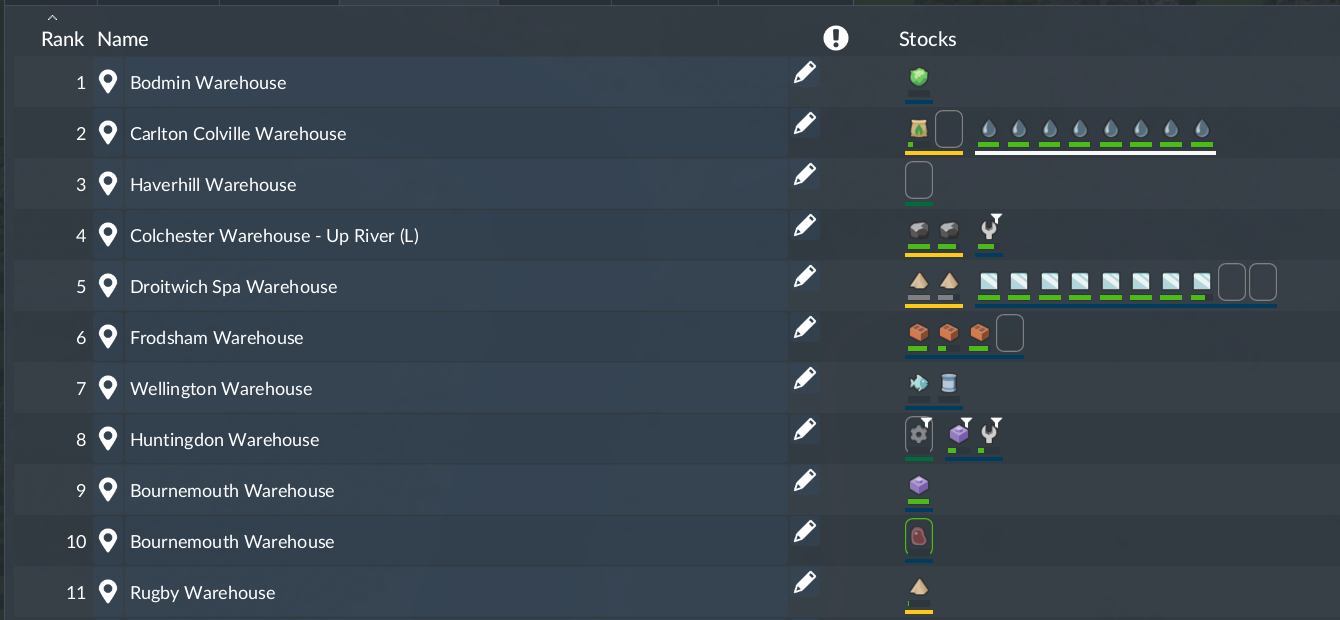 Rank Name Stocks
1 Bodmin Warehouse
2 Carlton Colville Warehouse
3 Haverhill Warehouse
4 Colchester Warehouse - Up River (L)
5 Droitwich Spa Warehouse
6 Frodsham Warehouse
7 Wellington Warehouse
8 Huntingdon Warehouse
9 Bournemouth Warehouse
10 Bournemouth Warehouse
11 Rugby Warehouse